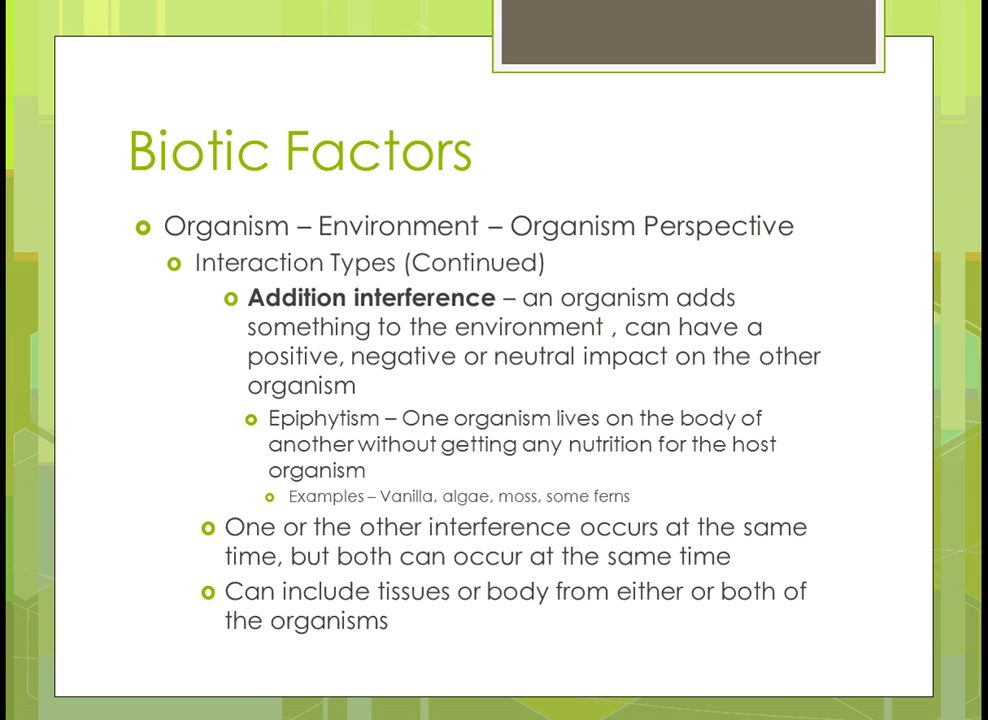 Biotic Factors
Organism – Environment – Organism Perspective
Interaction Types (Continued)
Addition interference – an organism adds
something to the environment , can have a
positive, negative or neutral impact on the other
organism
Epiphytism – One organism lives on the body of
another without getting any nutrition for the host
organism
Examples – Vanilla, algae, moss, some ferns
One or the other interference occurs at the same
time, but both can occur at the same time
Can include tissues or body from either or both of
the organisms